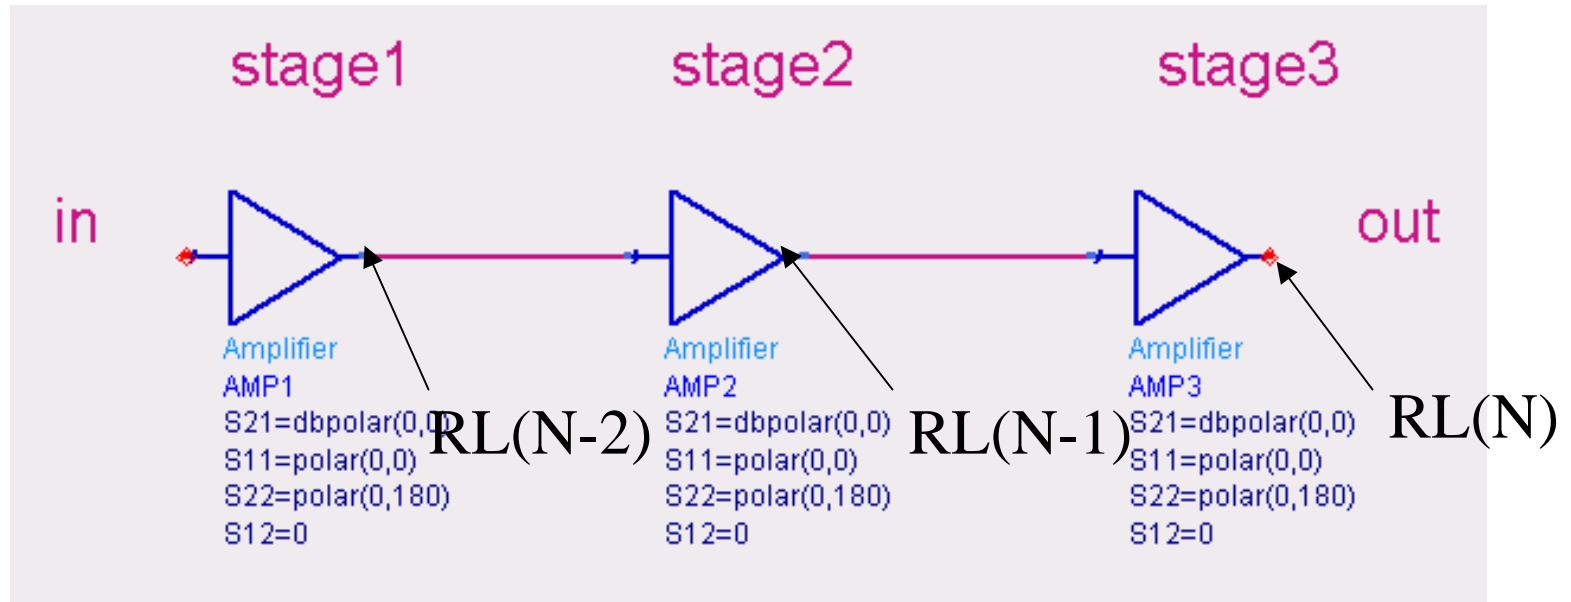 stage1 stage2 stage3
in
out
Amplifier
AMP1
S21=dbpolar(0,0)
S11=polar(0,0)
S22=polar(0,180)
S12=0
RL(N-2)
Amplifier
AMP2
S21=dbpolar(0,0)
S11=polar(0,0)
S22=polar(0,180)
S12=0
RL(N-1)
Amplifier
AMP3
S21=dbpolar(0,0)
S11=polar(0,0)
S22=polar(0,180)
S12=0
RL(N)